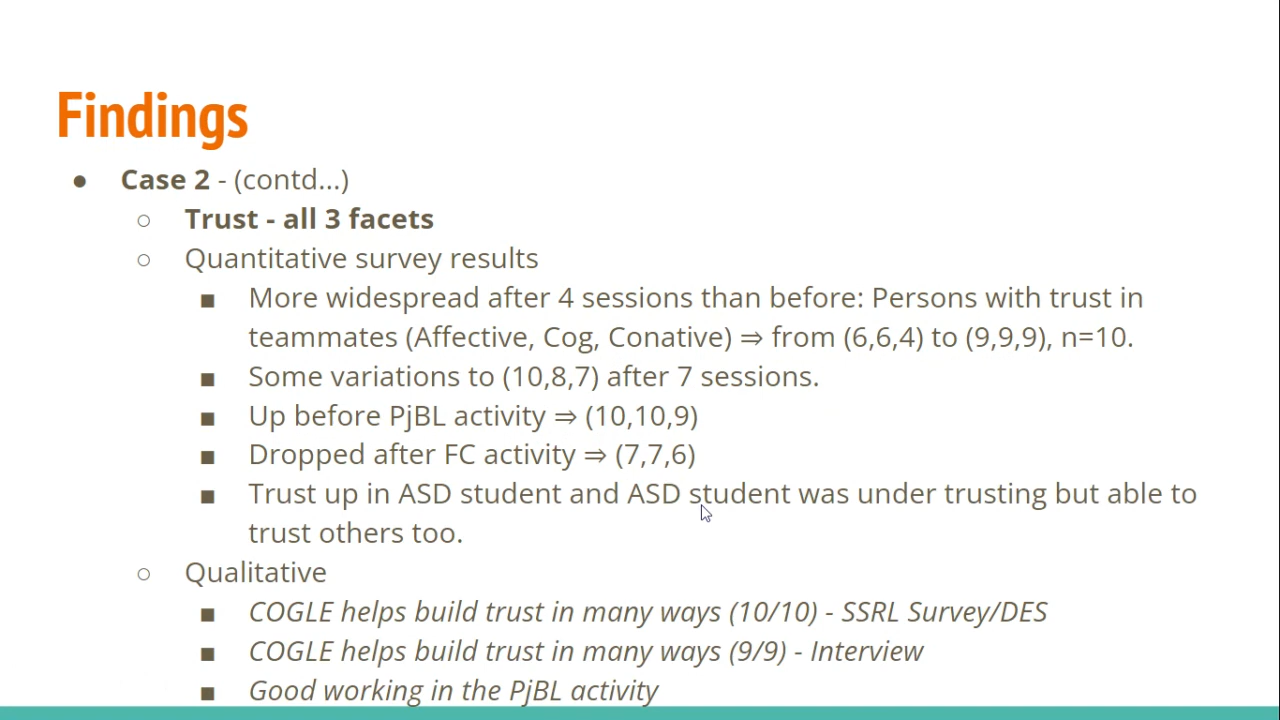 Findings
● Case 2 - (contd...)
○ Trust - all 3 facets
○ Quantitative survey results
■ More widespread after 4 sessions than before: Persons with trust in
teammates (Affective, Cog, Conative) ⇒ from (6,6,4) to (9,9,9), n=10.
■ Some variations to (10,8,7) after 7 sessions.
■ Up before PjBL activity ⇒ (10,10,9)
■ Dropped after FC activity ⇒ (7,7,6)
■ Trust up in ASD student and ASD student was under trusting but able to
trust others too.
○ Qualitative
■ COGLE helps build trust in many ways (10/10) - SSRL Survey/DES
■ COGLE helps build trust in many ways (9/9) - Interview
■ Good working in the PjBL activity